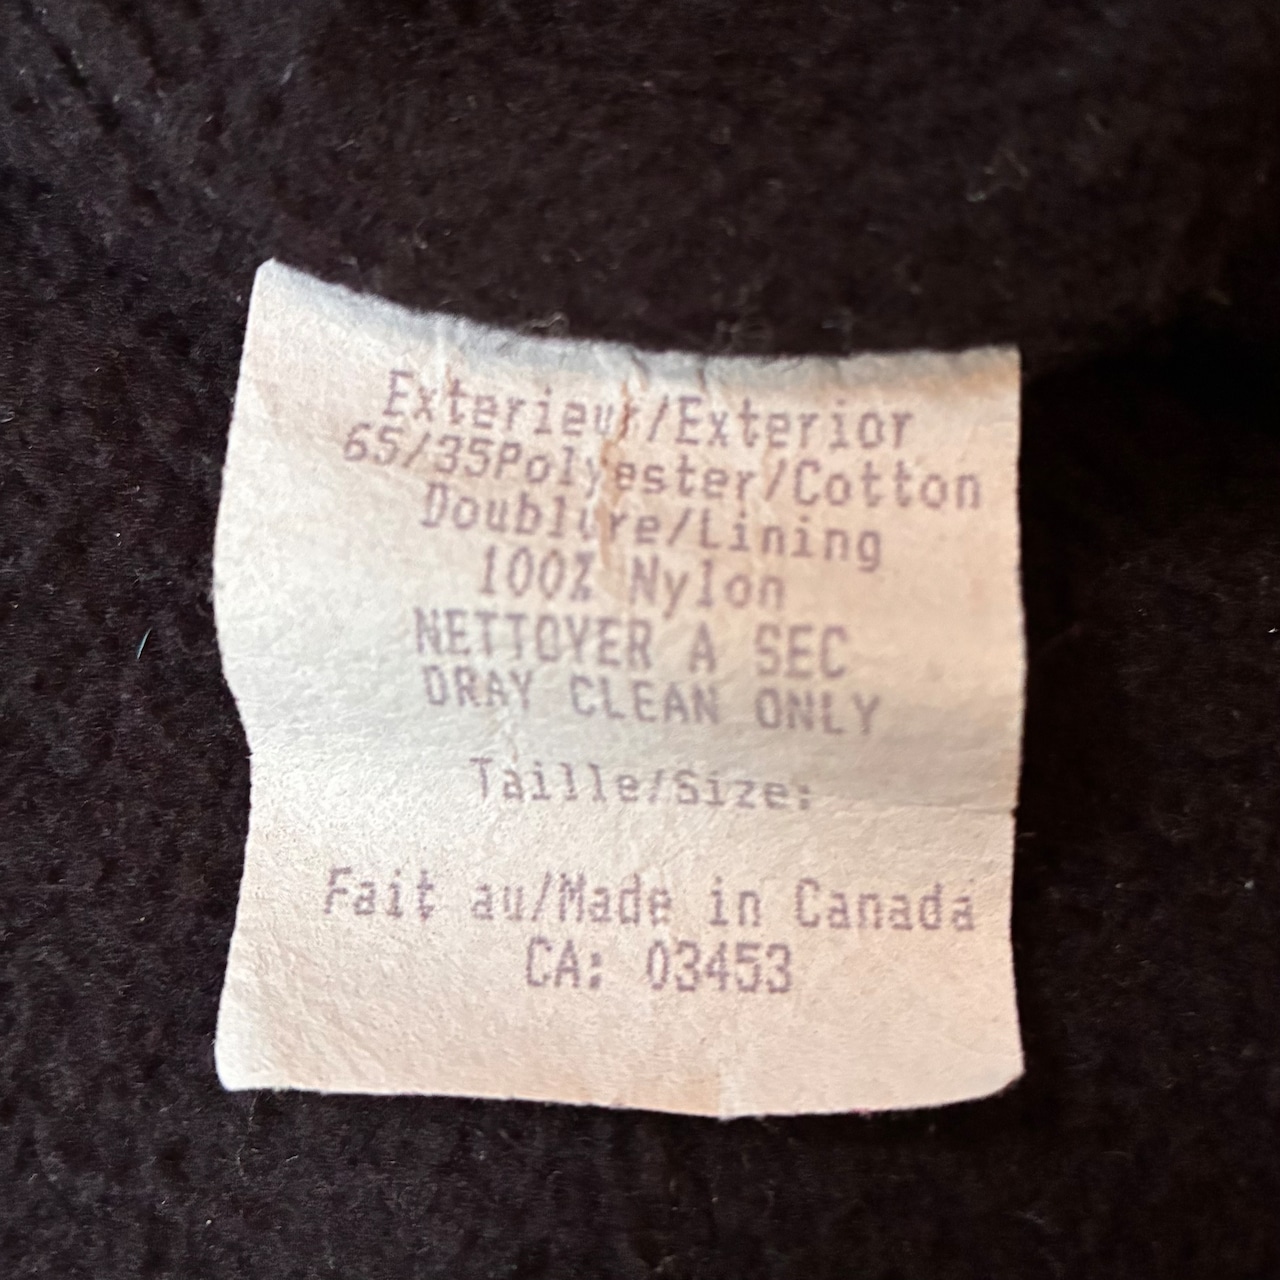 Exterieur/Exterior
65/35Polyester/Cotton
Doublure/Lining
100% Nylon
NETTOYER A SEC
DRAY CLEAN ONLY
Taille/Size:
Fait au/Made in Canada
CA: 03453